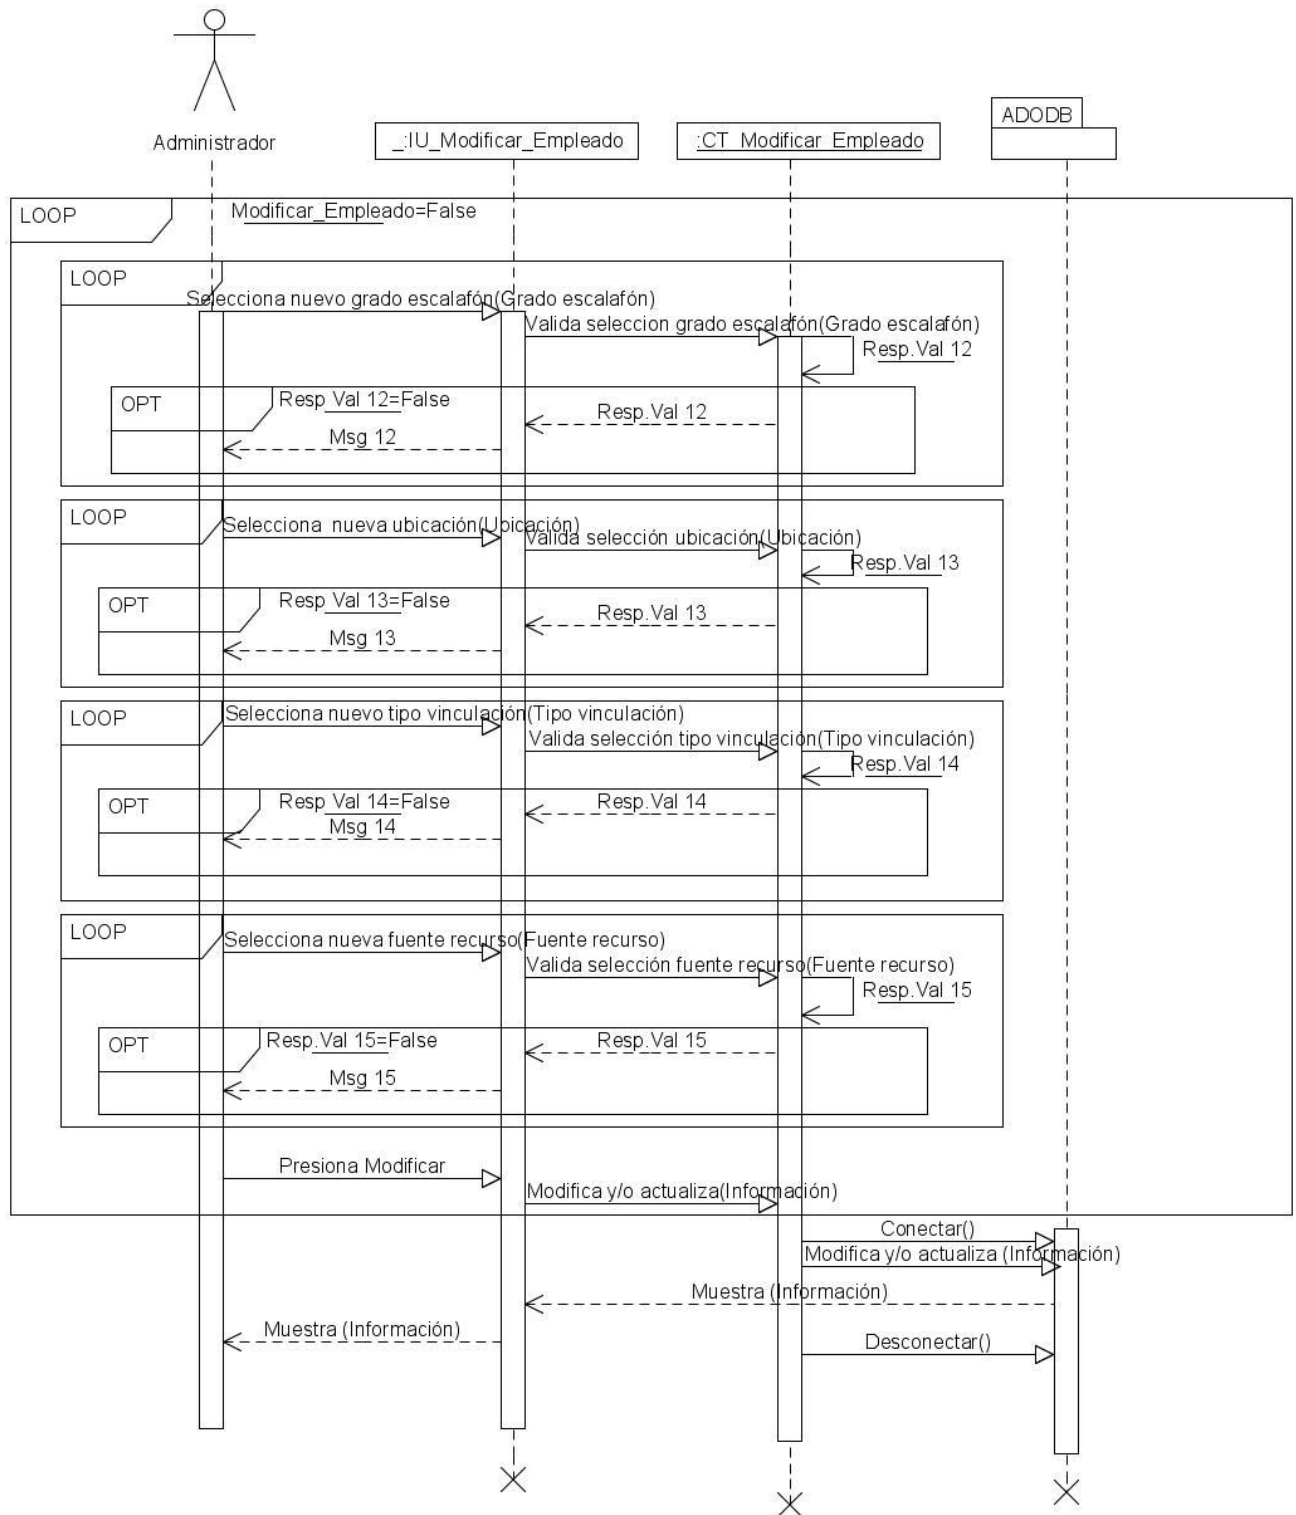 ADODB
Administrador
_:IU_Modificar_Empleado
:CT_Modificar_Empleado
LOOP
Modificar_Empleado=False
LOOP
Selecciona nuevo grado escalafón(Grado escalafón)
Valida seleccion grado escalafón(Grado escalafón)
Resp.Val 12
OPT
Resp_Val 12=False
Resp.Val 12
Msg 12
LOOP
Selecciona nueva ubicación(Ubicación)
Valida selección ubicación(Ubicación)
Resp.Val 13
OPT
Resp_Val 13=False
Resp.Val 13
Msg 13
LOOP
Selecciona nuevo tipo vinculación(Tipo vinculación)
Valida selección tipo vinculación(Tipo vinculación)
Resp.Val 14
OPT
Resp_Val 14=False
Resp.Val 14
Msg 14
LOOP
Selecciona nueva fuente recurso(Fuente recurso)
Valida selección fuente recurso(Fuente recurso)
Resp.Val 15
OPT
Resp.Val 15=False
Resp.Val 15
Msg 15
Presiona Modificar
Modifica y/o actualiza(Información)
Conectar()
Modifica y/o actualiza (Información)
Muestra (Información)
Muestra (Información)
Desconectar()